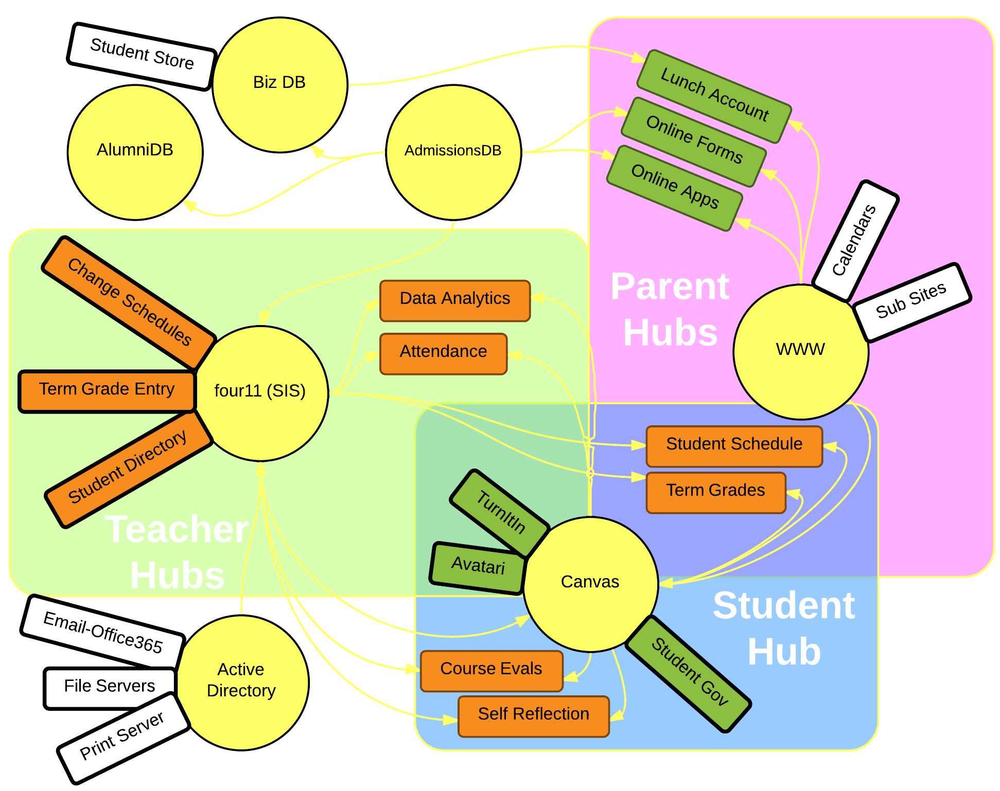 Student Store
Biz DB
AlumniDB
AdmissionsDB
Lunch Account
Online Forms
Online Apps
Calendars
Sub Sites
WWW
Parent
Hubs
Change Schedules
Term Grade Entry
Student Directory
four11 (SIS)
Data Analytics
Attendance
Teacher
Hubs
Student Schedule
Term Grades
TurnItIn
Avatari
Canvas
Student Gov
Student
Hub
Course Evals
Self Reflection
Email-Office365
File Servers
Print Server
Active
Directory